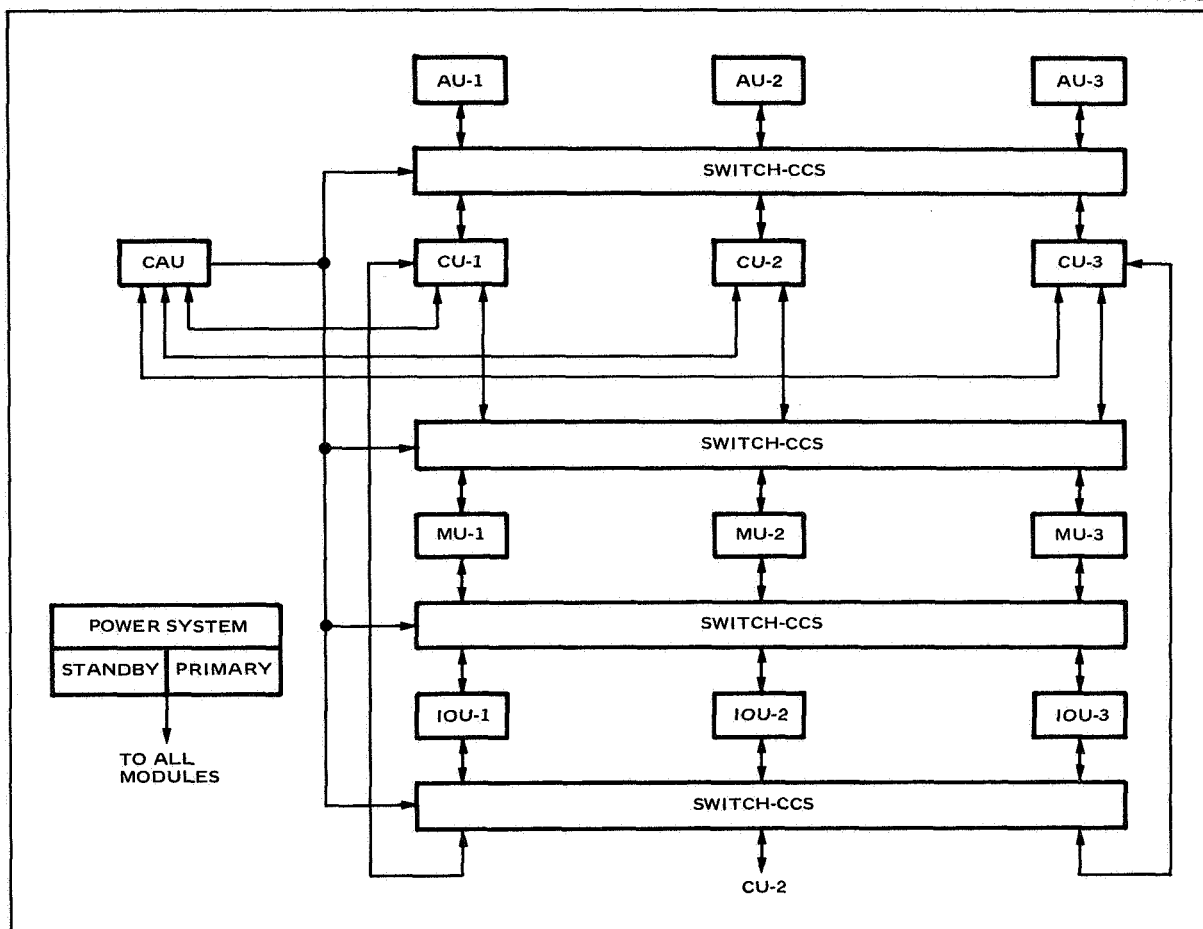 AU-1
AU-2
AU-3
SWITCH-CCS
CAU
CU-1
CU-2
CU-3
SWITCH-CCS
MU-1
MU-2
MU-3
POWER SYSTEM
STANDBY
PRIMARY
SWITCH-CCS
IOU-1
IOU-2
IOU-3
TO ALL
MODULES
SWITCH-CCS
CU-2